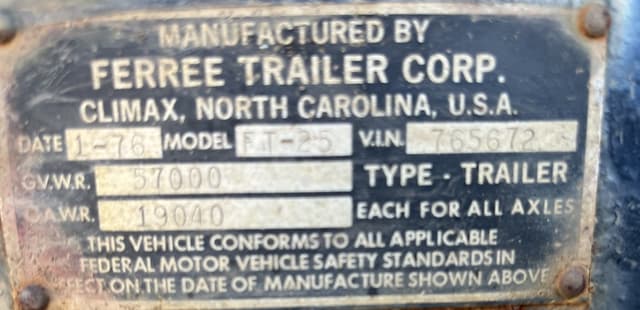 MANUFACTURED BY
FERREE TRAILER CORP.
CLIMAX, NORTH CAROLINA, U.S.A.
DATE 1-76 MODEL FT-25 V.I.N. 765672
G.V.W.R. 57000 TYPE - TRAILER
G.A.W.R. 19040 EACH FOR ALL AXLES
THIS VEHICLE CONFORMS TO ALL APPLICABLE
FEDERAL MOTOR VEHICLE SAFETY STANDARDS IN
EFFECT ON THE DATE OF MANUFACTURE SHOWN ABOVE